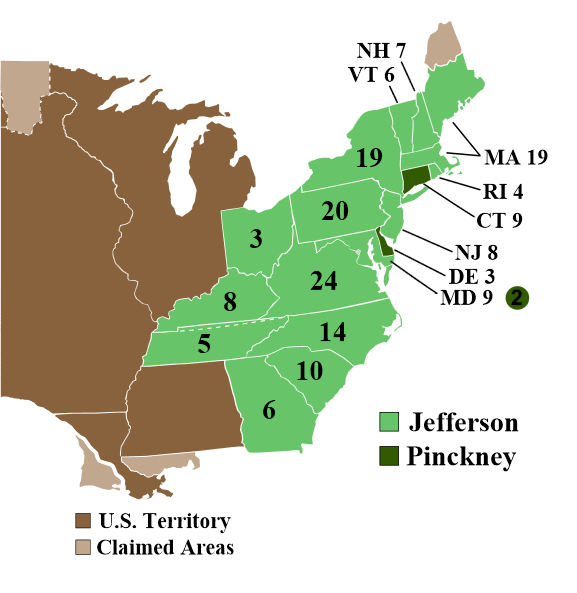 NH 7
VT 6
19
MA 19
RI 4
20
CT 9
3
NJ 8
24
DE 3
8
MD 9 2
14
5
10
6
Jefferson
Pinckney
U.S. Territory
Claimed Areas